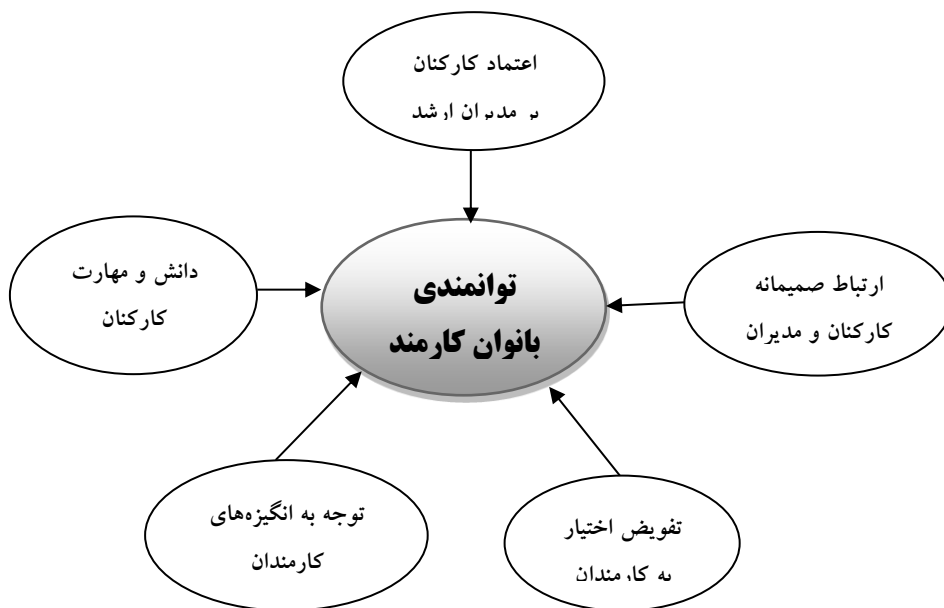 اعتماد کارکنان
بر مدیران ارشد
دانش و مهارت
کارکنان
توانمندی
بانوان کارمند
ارتباط صمیمانه
کارکنان و مدیران
توجه به انگیزه‌های
کارمندان
تفویض اختیار
به کارمندان